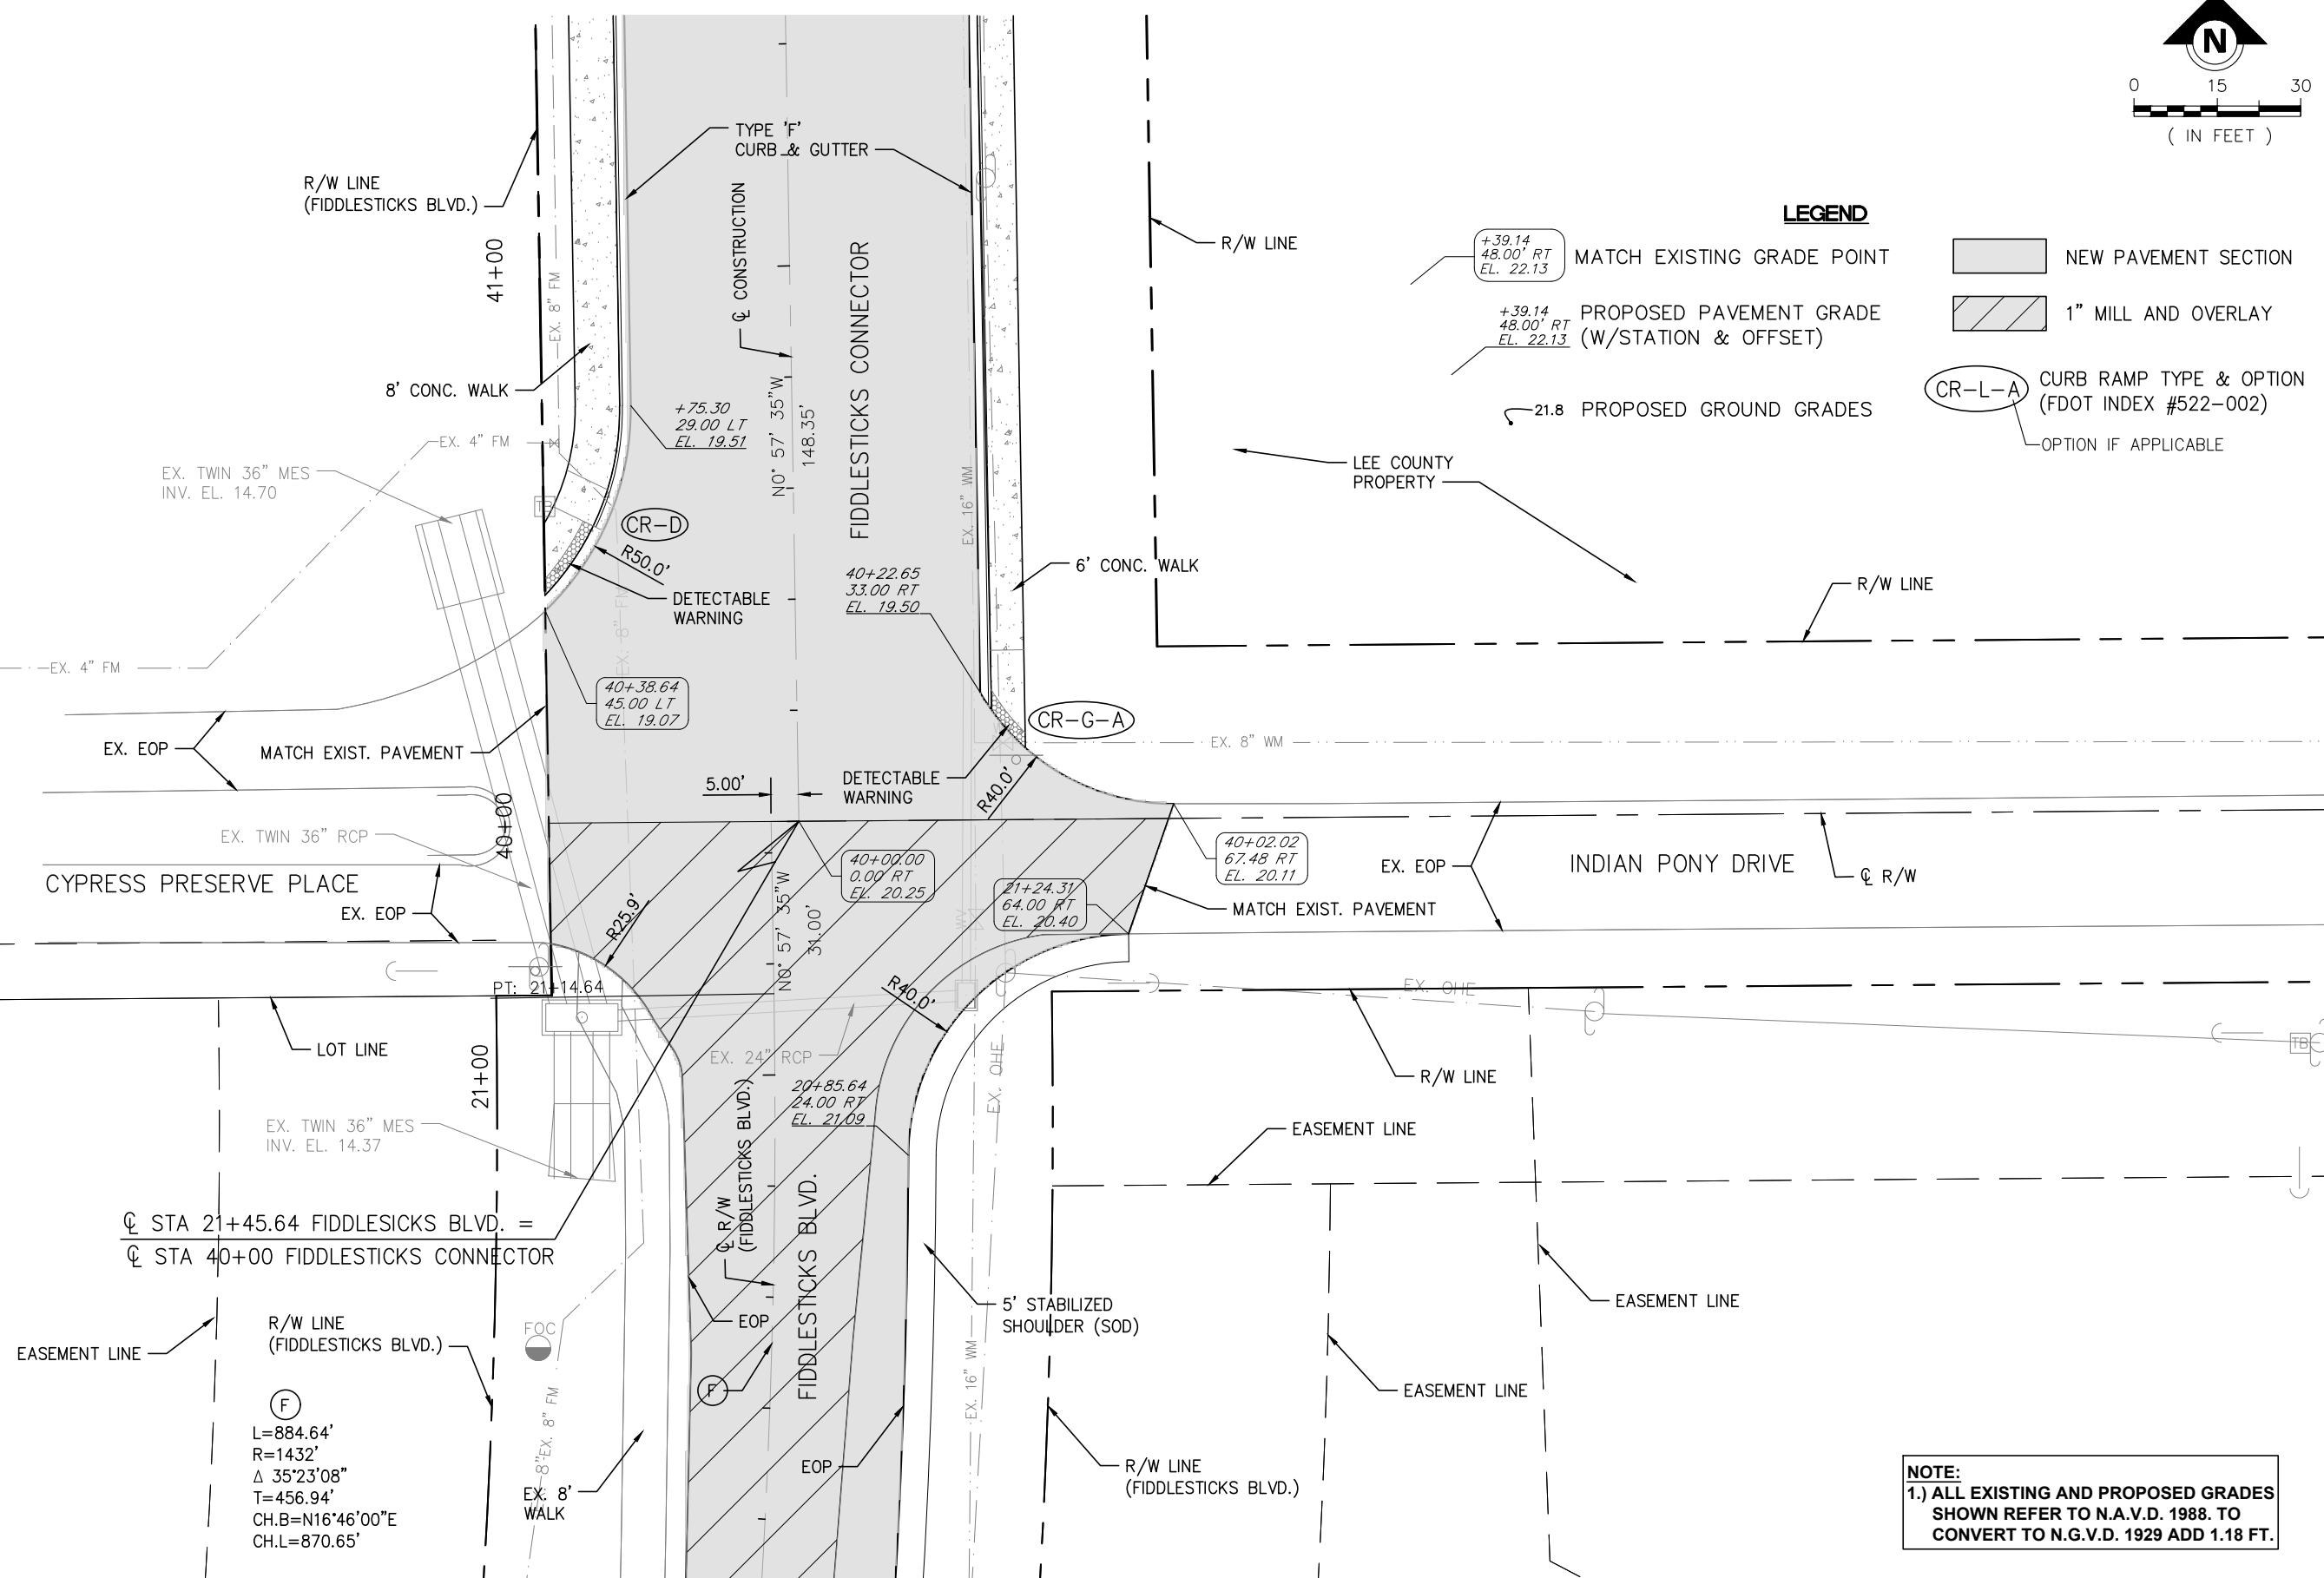 N
0 15 30
( IN FEET )
TYPE 'F'
CURB & GUTTER
R/W LINE
(FIDDLESTICKS BLVD.)
41+00
EX. 8" FM
℄ CONSTRUCTION
FIDDLESTICKS CONNECTOR
R/W LINE
LEGEND
+39.14
48.00' RT
EL. 22.13
MATCH EXISTING GRADE POINT
NEW PAVEMENT SECTION
+39.14
48.00' RT
EL. 22.13
PROPOSED PAVEMENT GRADE
(W/STATION & OFFSET)
1" MILL AND OVERLAY
21.8 PROPOSED GROUND GRADES
CR-L-A
CURB RAMP TYPE & OPTION
(FDOT INDEX #522-002)
OPTION IF APPLICABLE
8' CONC. WALK
+75.30
29.00 LT
EL. 19.51
N0° 57' 35"W
148.35'
EX. 4" FM
EX. TWIN 36" MES
INV. EL. 14.70
TB
CR-D
R50.0'
EX. 16" WM
LEE COUNTY
PROPERTY
DETECTABLE
WARNING
40+22.65
33.00 RT
EL. 19.50
6' CONC. WALK
R/W LINE
EX. 8" FM
EX. 4" FM
40+38.64
45.00 LT
EL. 19.07
CR-G-A
EX. EOP
MATCH EXIST. PAVEMENT
EX. 8" WM
5.00'
DETECTABLE
WARNING
R40.0'
40+00
EX. TWIN 36" RCP
CYPRESS PRESERVE PLACE
EX. EOP
40+00.00
0.00 RT
EL. 20.25
40+02.02
67.48 RT
EL. 20.11
EX. EOP
INDIAN PONY DRIVE
℄ R/W
21+24.31
64.00 RT
EL. 20.40
WV
MATCH EXIST. PAVEMENT
R25.9'
N0° 57' 35"W
31.00'
PT: 21+14.64
R40.0'
EX. OHE
LOT LINE
21+00
EX. 24" RCP
EX. OHE
TB
R/W LINE
20+85.64
24.00 RT
EL. 21.09
EX. TWIN 36" MES
INV. EL. 14.37
EASEMENT LINE
℄ STA 21+45.64 FIDDLESICKS BLVD. =
℄ STA 40+00 FIDDLESTICKS CONNECTOR
℄ R/W
(FIDDLESTICKS BLVD.)
FIDDLESTICKS BLVD.
5' STABILIZED
SHOULDER (SOD)
EASEMENT LINE
R/W LINE
(FIDDLESTICKS BLVD.)
EASEMENT LINE
FOC
EOP
F
EX. 16" WM
EASEMENT LINE
F
L=884.64'
R=1432'
Δ 35°23'08"
T=456.94'
CH.B=N16°46'00"E
CH.L=870.65'
8" EX. 8" FM
EX. 8'
WALK
EOP
R/W LINE
(FIDDLESTICKS BLVD.)
NOTE:
1.) ALL EXISTING AND PROPOSED GRADES
SHOWN REFER TO N.A.V.D. 1988. TO
CONVERT TO N.G.V.D. 1929 ADD 1.18 FT.